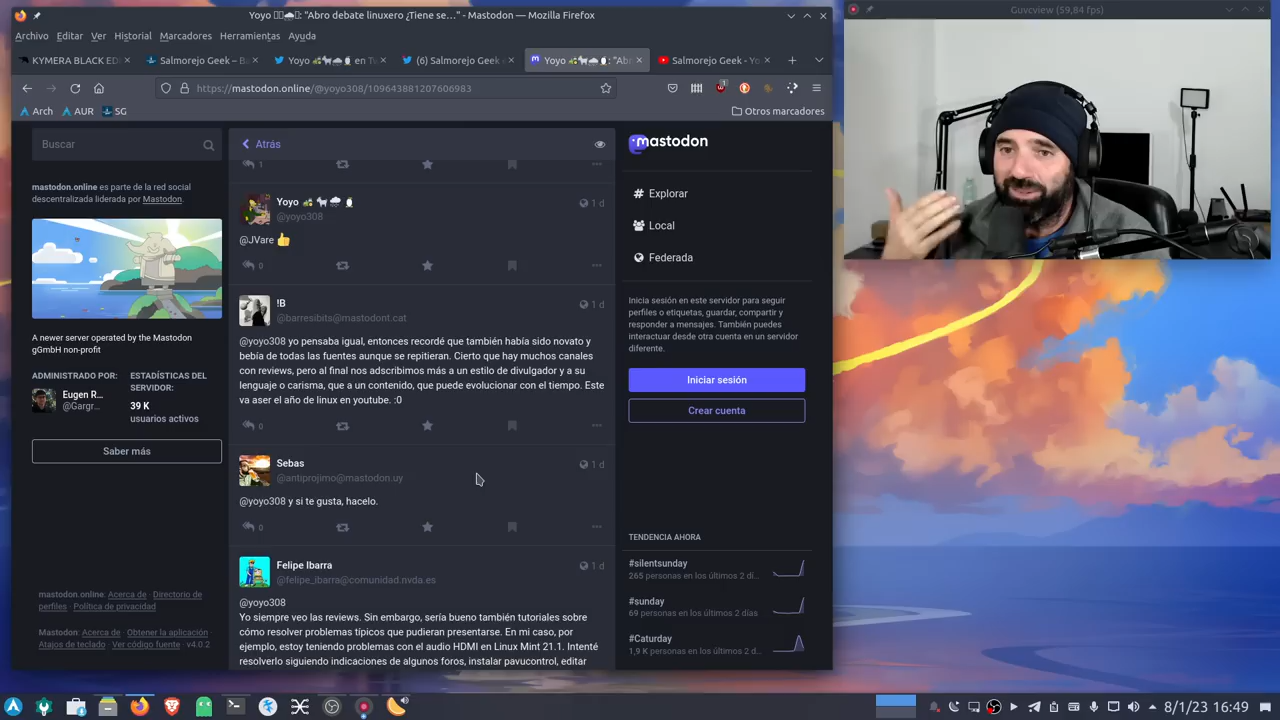 Yoyo : "Abro debate linuxero ¿Tiene se…" - Mastodon — Mozilla Firefox
Guvcview (59,84 fps)
Archivo Editar Ver Historial Marcadores Herramientas Ayuda
KYMERA BLACK ED
Salmorejo Geek – Ba
Yoyo en Tw
(6) Salmorejo Geek e
Yoyo "Abr
Salmorejo Geek - Yo
https://mastodon.online/@yoyo308/109643881207606983
1
Arch AUR SG Otros marcadores
Buscar
mastodon.online es parte de la red social
descentralizada liderada por Mastodon.
A newer server operated by the Mastodon
gGmbH non-profit
ADMINISTRADO POR:
Eugen R...
@Gargr...
ESTADÍSTICAS DEL
SERVIDOR:
39 K
usuarios activos
Saber más
mastodon.online: Acerca de · Directorio de
perfiles · Política de privacidad
Mastodon: Acerca de · Obtener la aplicación ·
Atajos de teclado · Ver código fuente · v4.0.2
Atrás
1
Yoyo 1 d
@yoyo308
@JVare
0
!B 1 d
@barresibits@mastodont.cat
@yoyo308 yo pensaba igual, entonces recordé que también había sido novato y
bebía de todas las fuentes aunque se repitieran. Cierto que hay muchos canales
con reviews, pero al final nos adscribimos más a un estilo de divulgador y a su
lenguaje o carisma, que a un contenido, que puede evolucionar con el tiempo. Este
va aser el año de linux en youtube. :0
0
Sebas 1 d
@antiprojimo@mastodon.uy
@yoyo308 y si te gusta, hacelo.
0
Felipe Ibarra 1 d
@felipe_ibarra@comunidad.nvda.es
@yoyo308
Yo siempre veo las reviews. Sin embargo, sería bueno también tutoriales sobre
cómo resolver problemas típicos que pudieran presentarse. En mi caso, por
ejemplo, estoy teniendo problemas con el audio HDMI en Linux Mint 21.1. Intenté
resolverlo siguiendo indicaciones de algunos foros, instalar pavucontrol, editar
mastodon
Explorar
Local
Federada
Inicia sesión en este servidor para seguir
perfiles o etiquetas, guardar, compartir y
responder a mensajes. También puedes
interactuar desde otra cuenta en un servidor
diferente.
Iniciar sesión
Crear cuenta
TENDENCIA AHORA
#silentsunday
265 personas en los últimos 2 dí…
#sunday
69 personas en los últimos 2 días
#Caturday
1,9 K personas en los últimos 2 d…
8/1/23 16:49